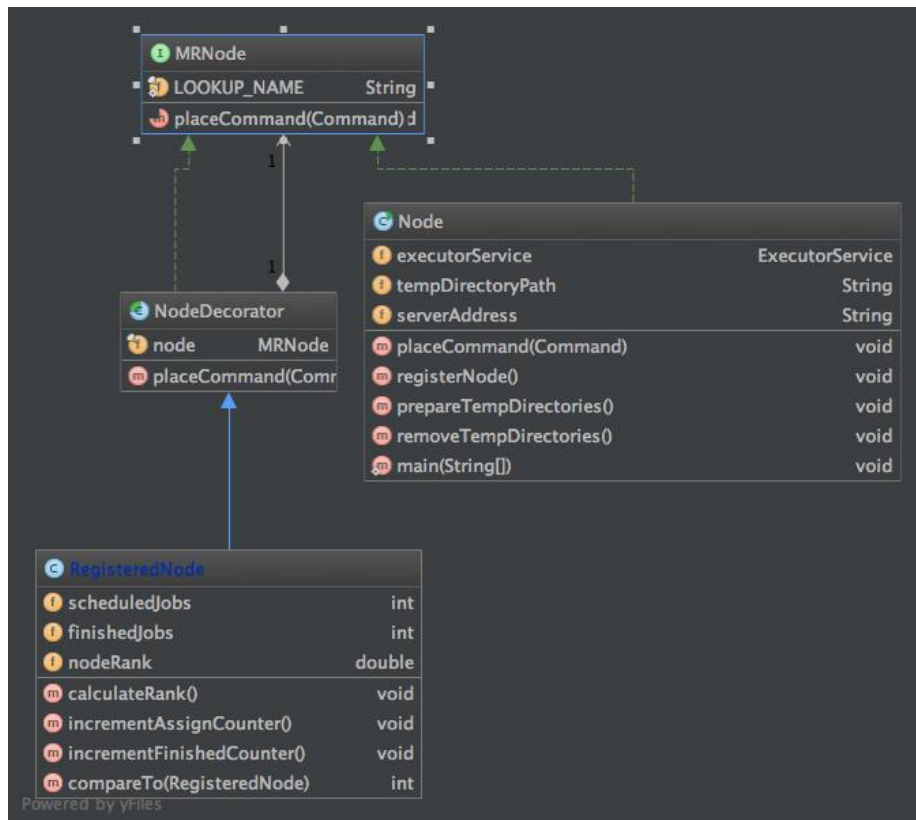 MRNode
LOOKUP_NAME String
placeCommand(Command) d
1
1
Node
executorService ExecutorService
tempDirectoryPath String
serverAddress String
placeCommand(Command) void
registerNode() void
prepareTempDirectories() void
removeTempDirectories() void
main(String[]) void
NodeDecorator
node MRNode
placeCommand(Comm
RegisteredNode
scheduledJobs int
finishedJobs int
nodeRank double
calculateRank() void
incrementAssignCounter() void
incrementFinishedCounter() void
compareTo(RegisteredNode) int
Powered by yFiles